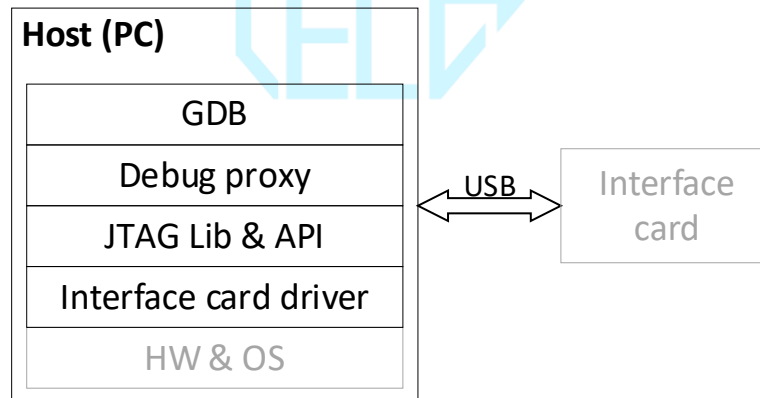 Host (PC)
GDB
Debug proxy
JTAG Lib & API
Interface card driver
HW & OS
USB
Interface
card